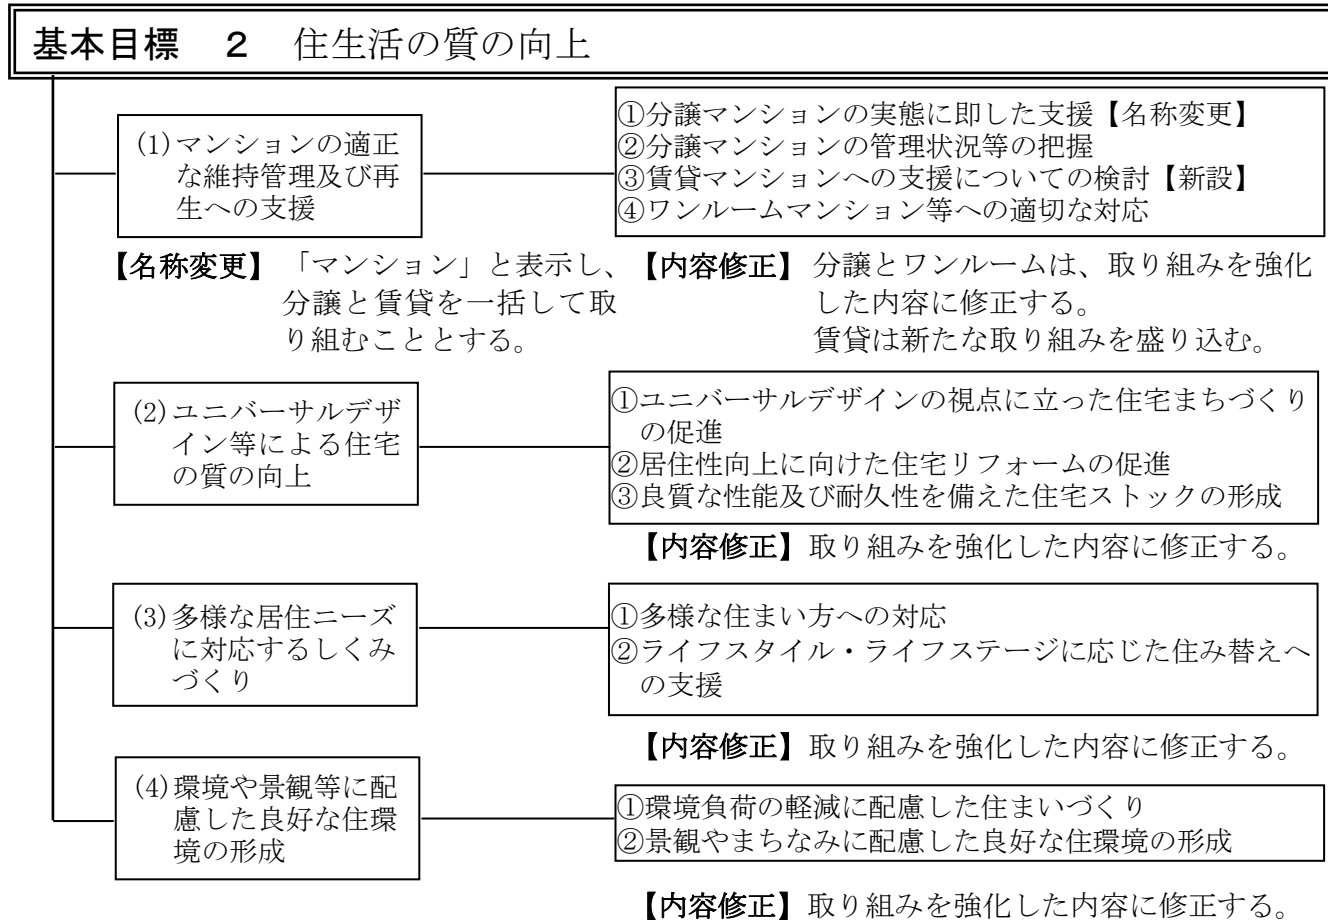 基本目標　２　住生活の質の向上
(1)マンションの適正
な維持管理及び再
生への支援
①分譲マンションの実態に即した支援【名称変更】
②分譲マンションの管理状況等の把握
③賃貸マンションへの支援についての検討【新設】
④ワンルームマンション等への適切な対応
【名称変更】「マンション」と表示し、
分譲と賃貸を一括して取
り組むこととする。
【内容修正】分譲とワンルームは、取り組みを強化
した内容に修正する。
賃貸は新たな取り組みを盛り込む。
(2)ユニバーサルデザ
イン等による住宅
の質の向上
①ユニバーサルデザインの視点に立った住宅まちづくり
の促進
②居住性向上に向けた住宅リフォームの促進
③良質な性能及び耐久性を備えた住宅ストックの形成
【内容修正】取り組みを強化した内容に修正する。
(3)多様な居住ニーズ
に対応するしくみ
づくり
①多様な住まい方への対応
②ライフスタイル・ライフステージに応じた住み替えへ
の支援
【内容修正】取り組みを強化した内容に修正する。
(4)環境や景観等に配
慮した良好な住環
境の形成
①環境負荷の軽減に配慮した住まいづくり
②景観やまちなみに配慮した良好な住環境の形成
【内容修正】取り組みを強化した内容に修正する。